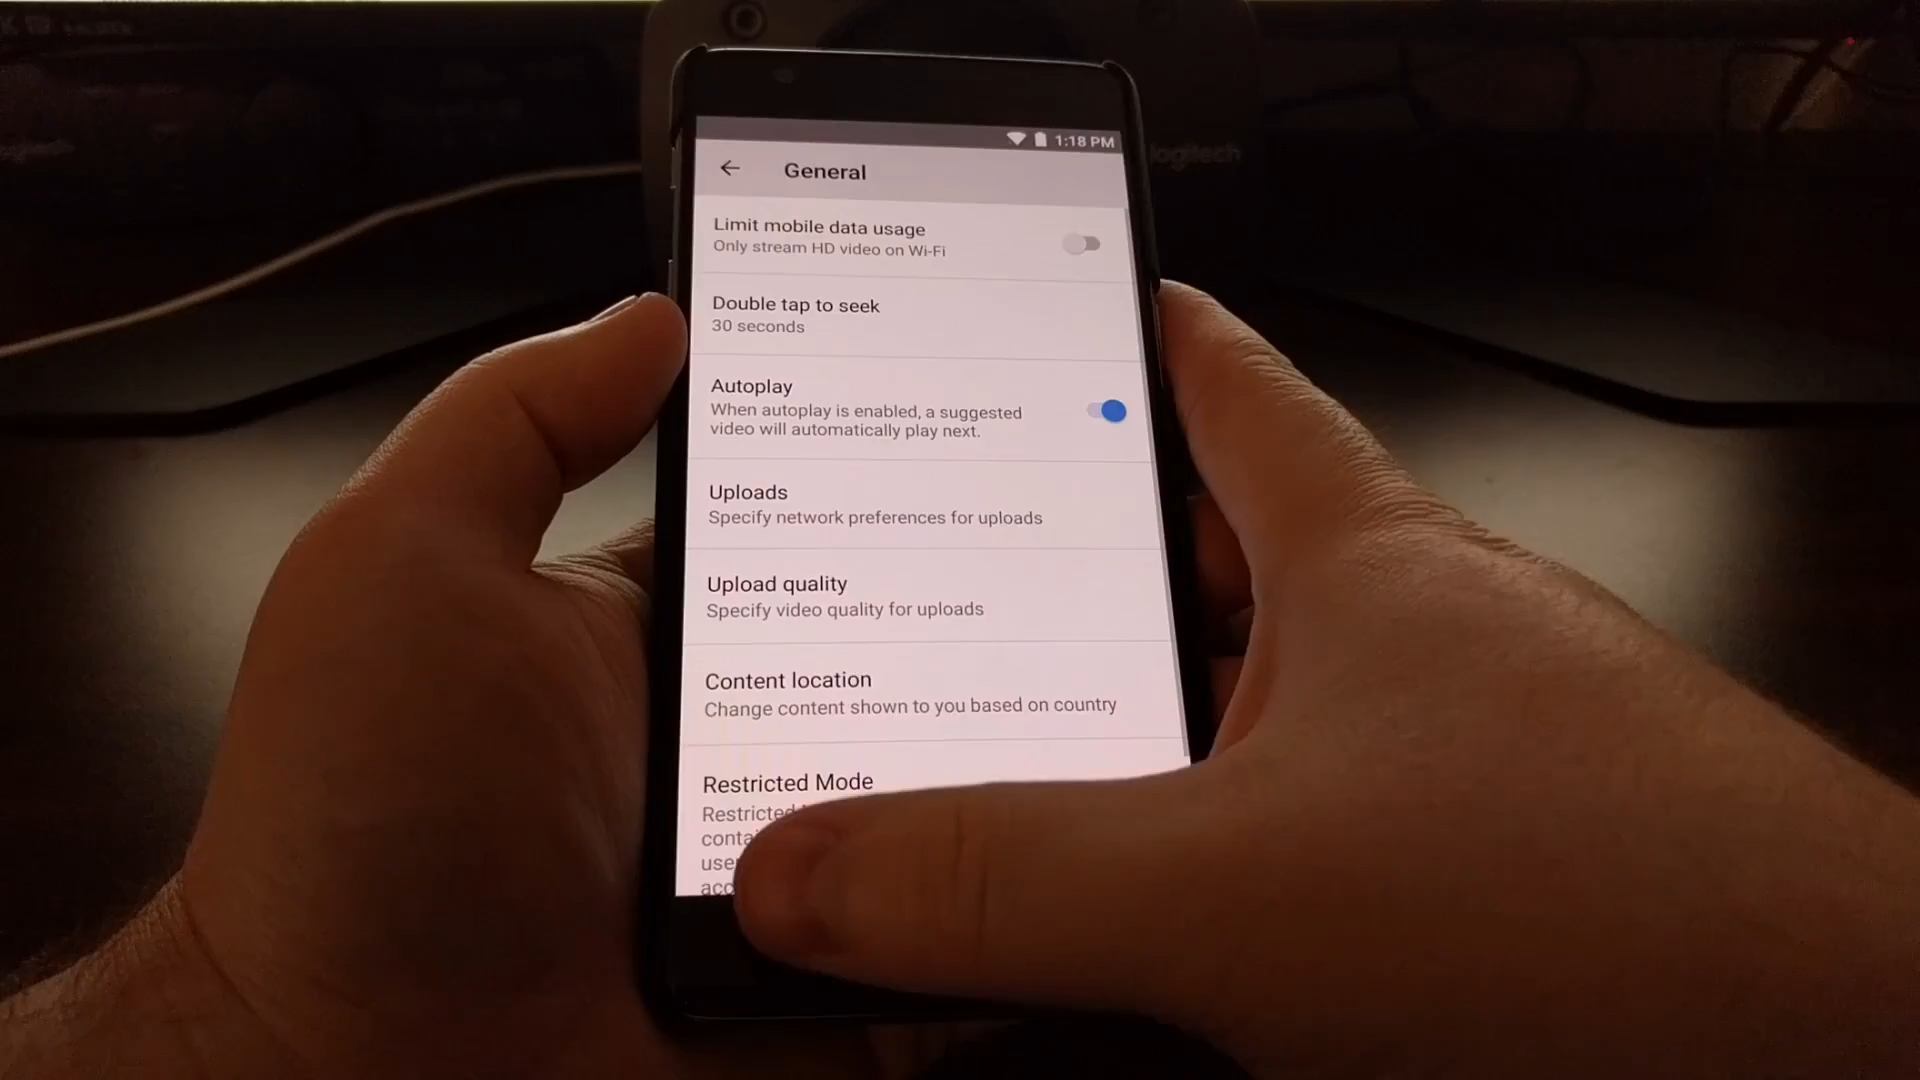 1:18 PM
General
logitech
Limit mobile data usage
Only stream HD video on Wi-Fi
Double tap to seek
30 seconds
Autoplay
When autoplay is enabled, a suggested
video will automatically play next.
Uploads
Specify network preferences for uploads
Upload quality
Specify video quality for uploads
Content location
Change content shown to you based on country
Restricted Mode
Restricted